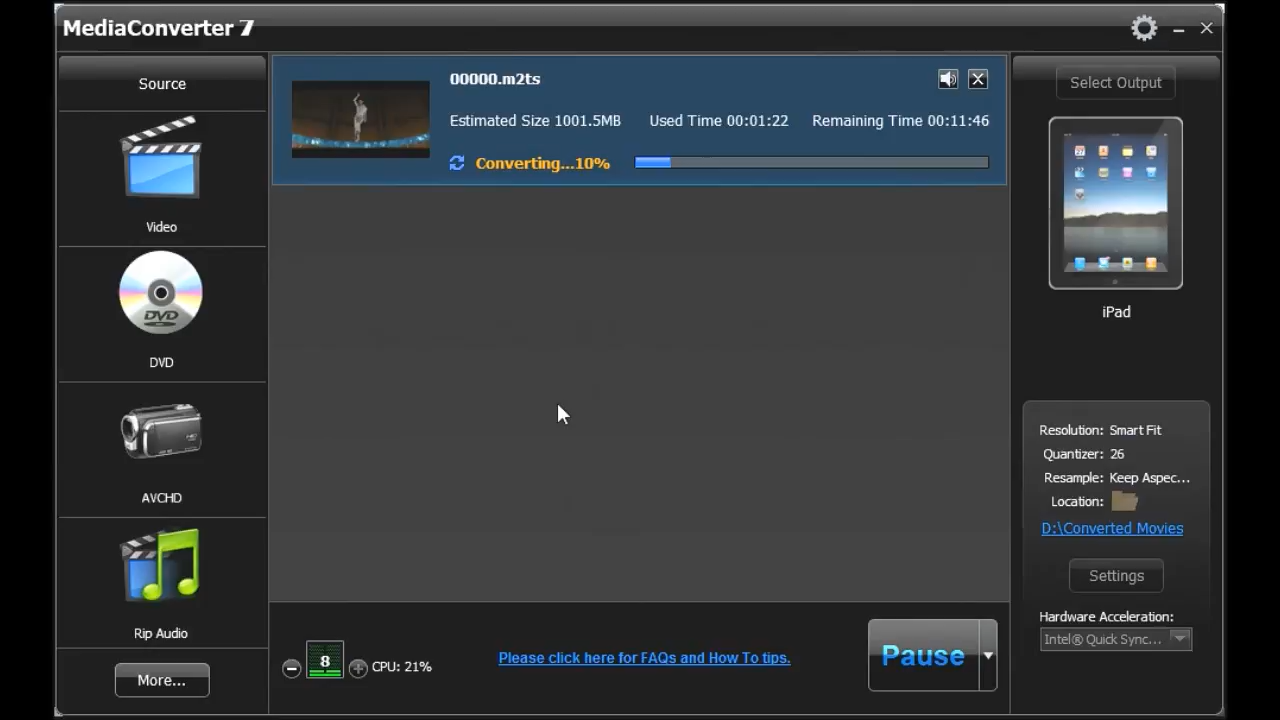 MediaConverter 7
Source
Video
DVD
DVD
AVCHD
Rip Audio
More...
00000.m2ts
Estimated Size 1001.5MB Used Time 00:01:22 Remaining Time 00:11:46
Converting...10%
8
CPU: 21%
Please click here for FAQs and How To tips.
Pause
Select Output
iPad
Resolution: Smart Fit
Quantizer: 26
Resample: Keep Aspec...
Location:
D:\Converted Movies
Settings
Hardware Acceleration:
Intel® Quick Sync...